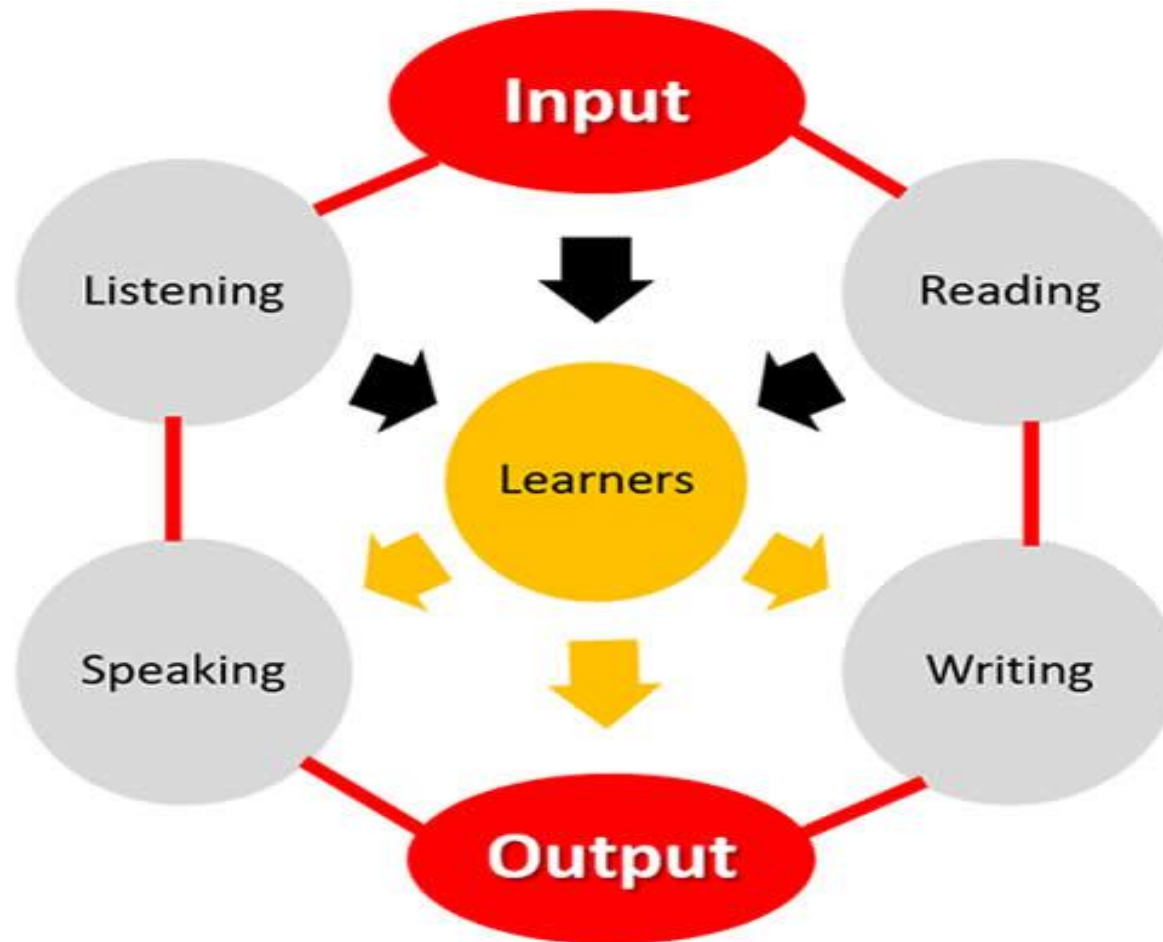 Input
Listening
Reading
Learners
Speaking
Writing
Output